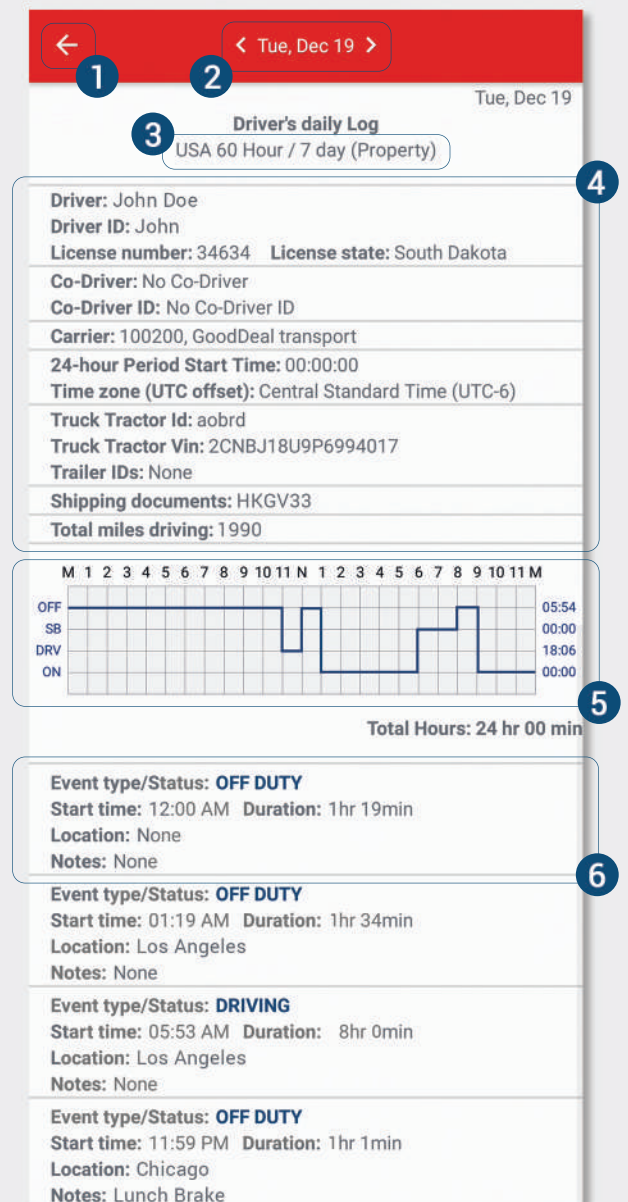 Tue, Dec 19
1
2
Tue, Dec 19
Driver's daily Log
3
USA 60 Hour / 7 day (Property)
4
Driver: John Doe
Driver ID: John
License number: 34634 License state: South Dakota
Co-Driver: No Co-Driver
Co-Driver ID: No Co-Driver ID
Carrier: 100200, GoodDeal transport
24-hour Period Start Time: 00:00:00
Time zone (UTC offset): Central Standard Time (UTC-6)
Truck Tractor Id: aobrd
Truck Tractor Vin: 2CNBJ18U9P6994017
Trailer IDs: None
Shipping documents: HKGV33
Total miles driving: 1990
M 1 2 3 4 5 6 7 8 9 10 11 N 1 2 3 4 5 6 7 8 9 10 11 M
OFF 05:54
SB 00:00
DRV 18:06
ON 00:00
5
Total Hours: 24 hr 00 min
Event type/Status: OFF DUTY
Start time: 12:00 AM Duration: 1hr 19min
Location: None
Notes: None
6
Event type/Status: OFF DUTY
Start time: 01:19 AM Duration: 1hr 34min
Location: Los Angeles
Notes: None
Event type/Status: DRIVING
Start time: 05:53 AM Duration: 8hr 0min
Location: Los Angeles
Notes: None
Event type/Status: OFF DUTY
Start time: 11:59 PM Duration: 1hr 1min
Location: Chicago
Notes: Lunch Brake